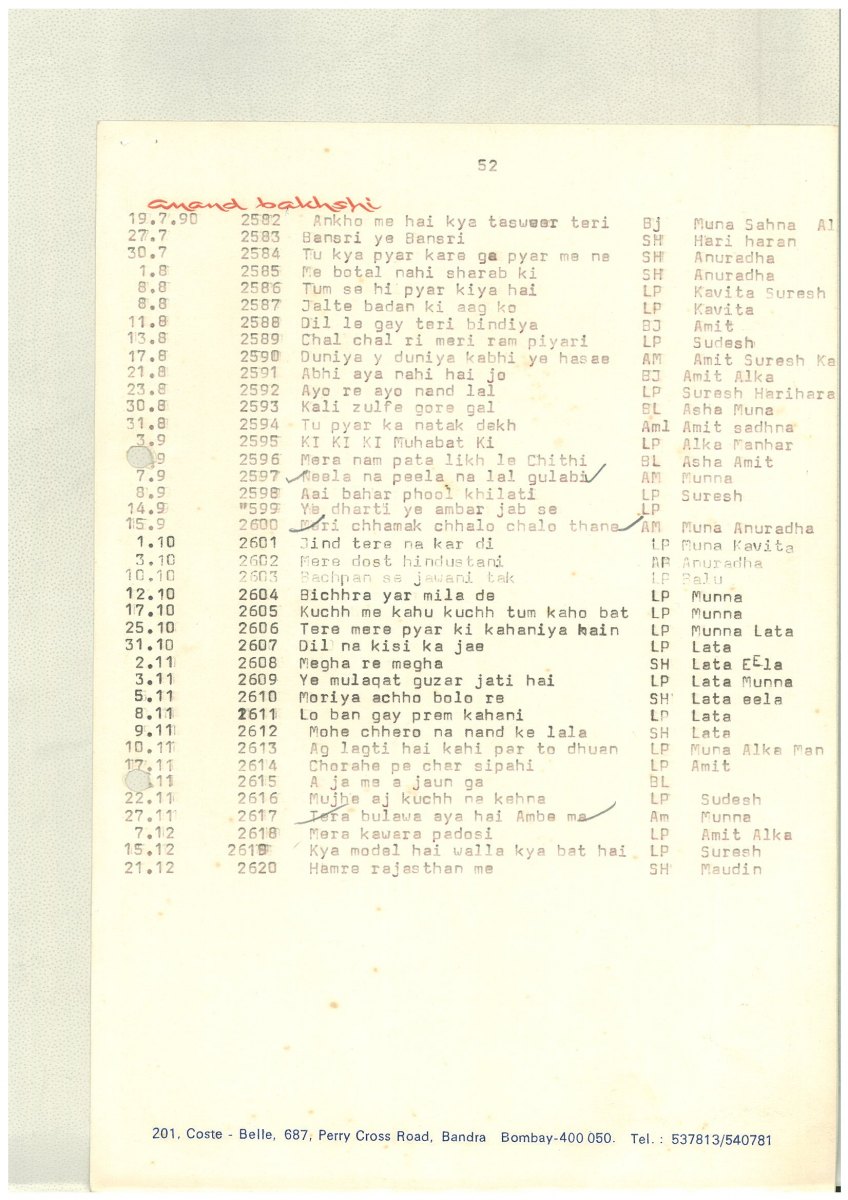 52
anand bakhshi
19.7.90 2582 Ankho me hai kya tasweer teri Bj Muna Sahna Al
27.7 2583 Bansri ye Bansri SH Hari haran
30.7 2584 Tu kya pyar kare ga pyar me ne SH Anuradha
1.8 2585 Me botal nahi sharab ki SH Anuradha
8.8 2586 Tum se hi pyar kiya hai LP Kavita Suresh
8.8 2587 Jalte badan ki aag ko LP Kavita
11.8 2588 Dil le gay teri bindiya BJ Amit
13.8 2589 Chal chal ri meri ram piyari LP Sudesh
17.8 2590 Duniya y duniya kabhi ye hasae AM Amit Suresh Ka
21.8 2591 Abhi aya nahi hai jo BJ Amit Alka
23.8 2592 Ayo re ayo nand lal LP Suresh Harihara
30.8 2593 Kali zulfe gore gal BL Asha Muna
31.8 2594 Tu pyar ka natak dekh Aml Amit sadhna
3.9 2595 KI KI KI Muhabat Ki LP Alka Manhar
.9 2596 Mera nam pata likh le Chithi BL Asha Amit
7.9 2597 Neela na peela na lal gulabi AM Munna
8.9 2598 Aai bahar phool khilati LP Suresh
14.9 "599 Ye dharti ye ambar jab se LP
15.9 2600 Meri chhamak chhalo chalo thane AM Muna Anuradha
1.10 2601 Jind tere na kar di LP Muna Kavita
3.10 2602 Mere dost hindustani AP Anuradha
10.10 2603 Bachpan se jawani tak LP Balu
12.10 2604 Bichhra yar mila de LP Munna
17.10 2605 Kuchh me kahu kuchh tum kaho bat LP Munna
25.10 2606 Tere mere pyar ki kahaniya hain LP Munna Lata
31.10 2607 Dil na kisi ka jae LP Lata
2.11 2608 Megha re megha SH Lata EEla
3.11 2609 Ye mulaqat guzar jati hai LP Lata Munna
5.11 2610 Moriya achho bolo re SH' Lata eela
8.11 2611 Lo ban gay prem kahani LP Lata
9.11 2612 Mohe chhero na nand ke lala SH Lata
10.11 2613 Ag lagti hai kahi par to dhuan LP Muna Alka Man
17.11 2614 Chorahe pe char sipahi LP Amit
.11 2615 A ja me a jaun ga BL
22.11 2616 Mujhe aj kuchh na kehna LP Sudesh
27.11 2617 Tera bulawa aya hai Ambe ma Am Munna
7.12 2618 Mera kawara padosi LP Amit Alka
15.12 2619 Kya model hai walla kya bat hai LP Suresh
21.12 2620 Hamre rajasthan me SH Maudin
201, Coste - Belle, 687, Perry Cross Road, Bandra Bombay-400 050. Tel. : 537813/540781